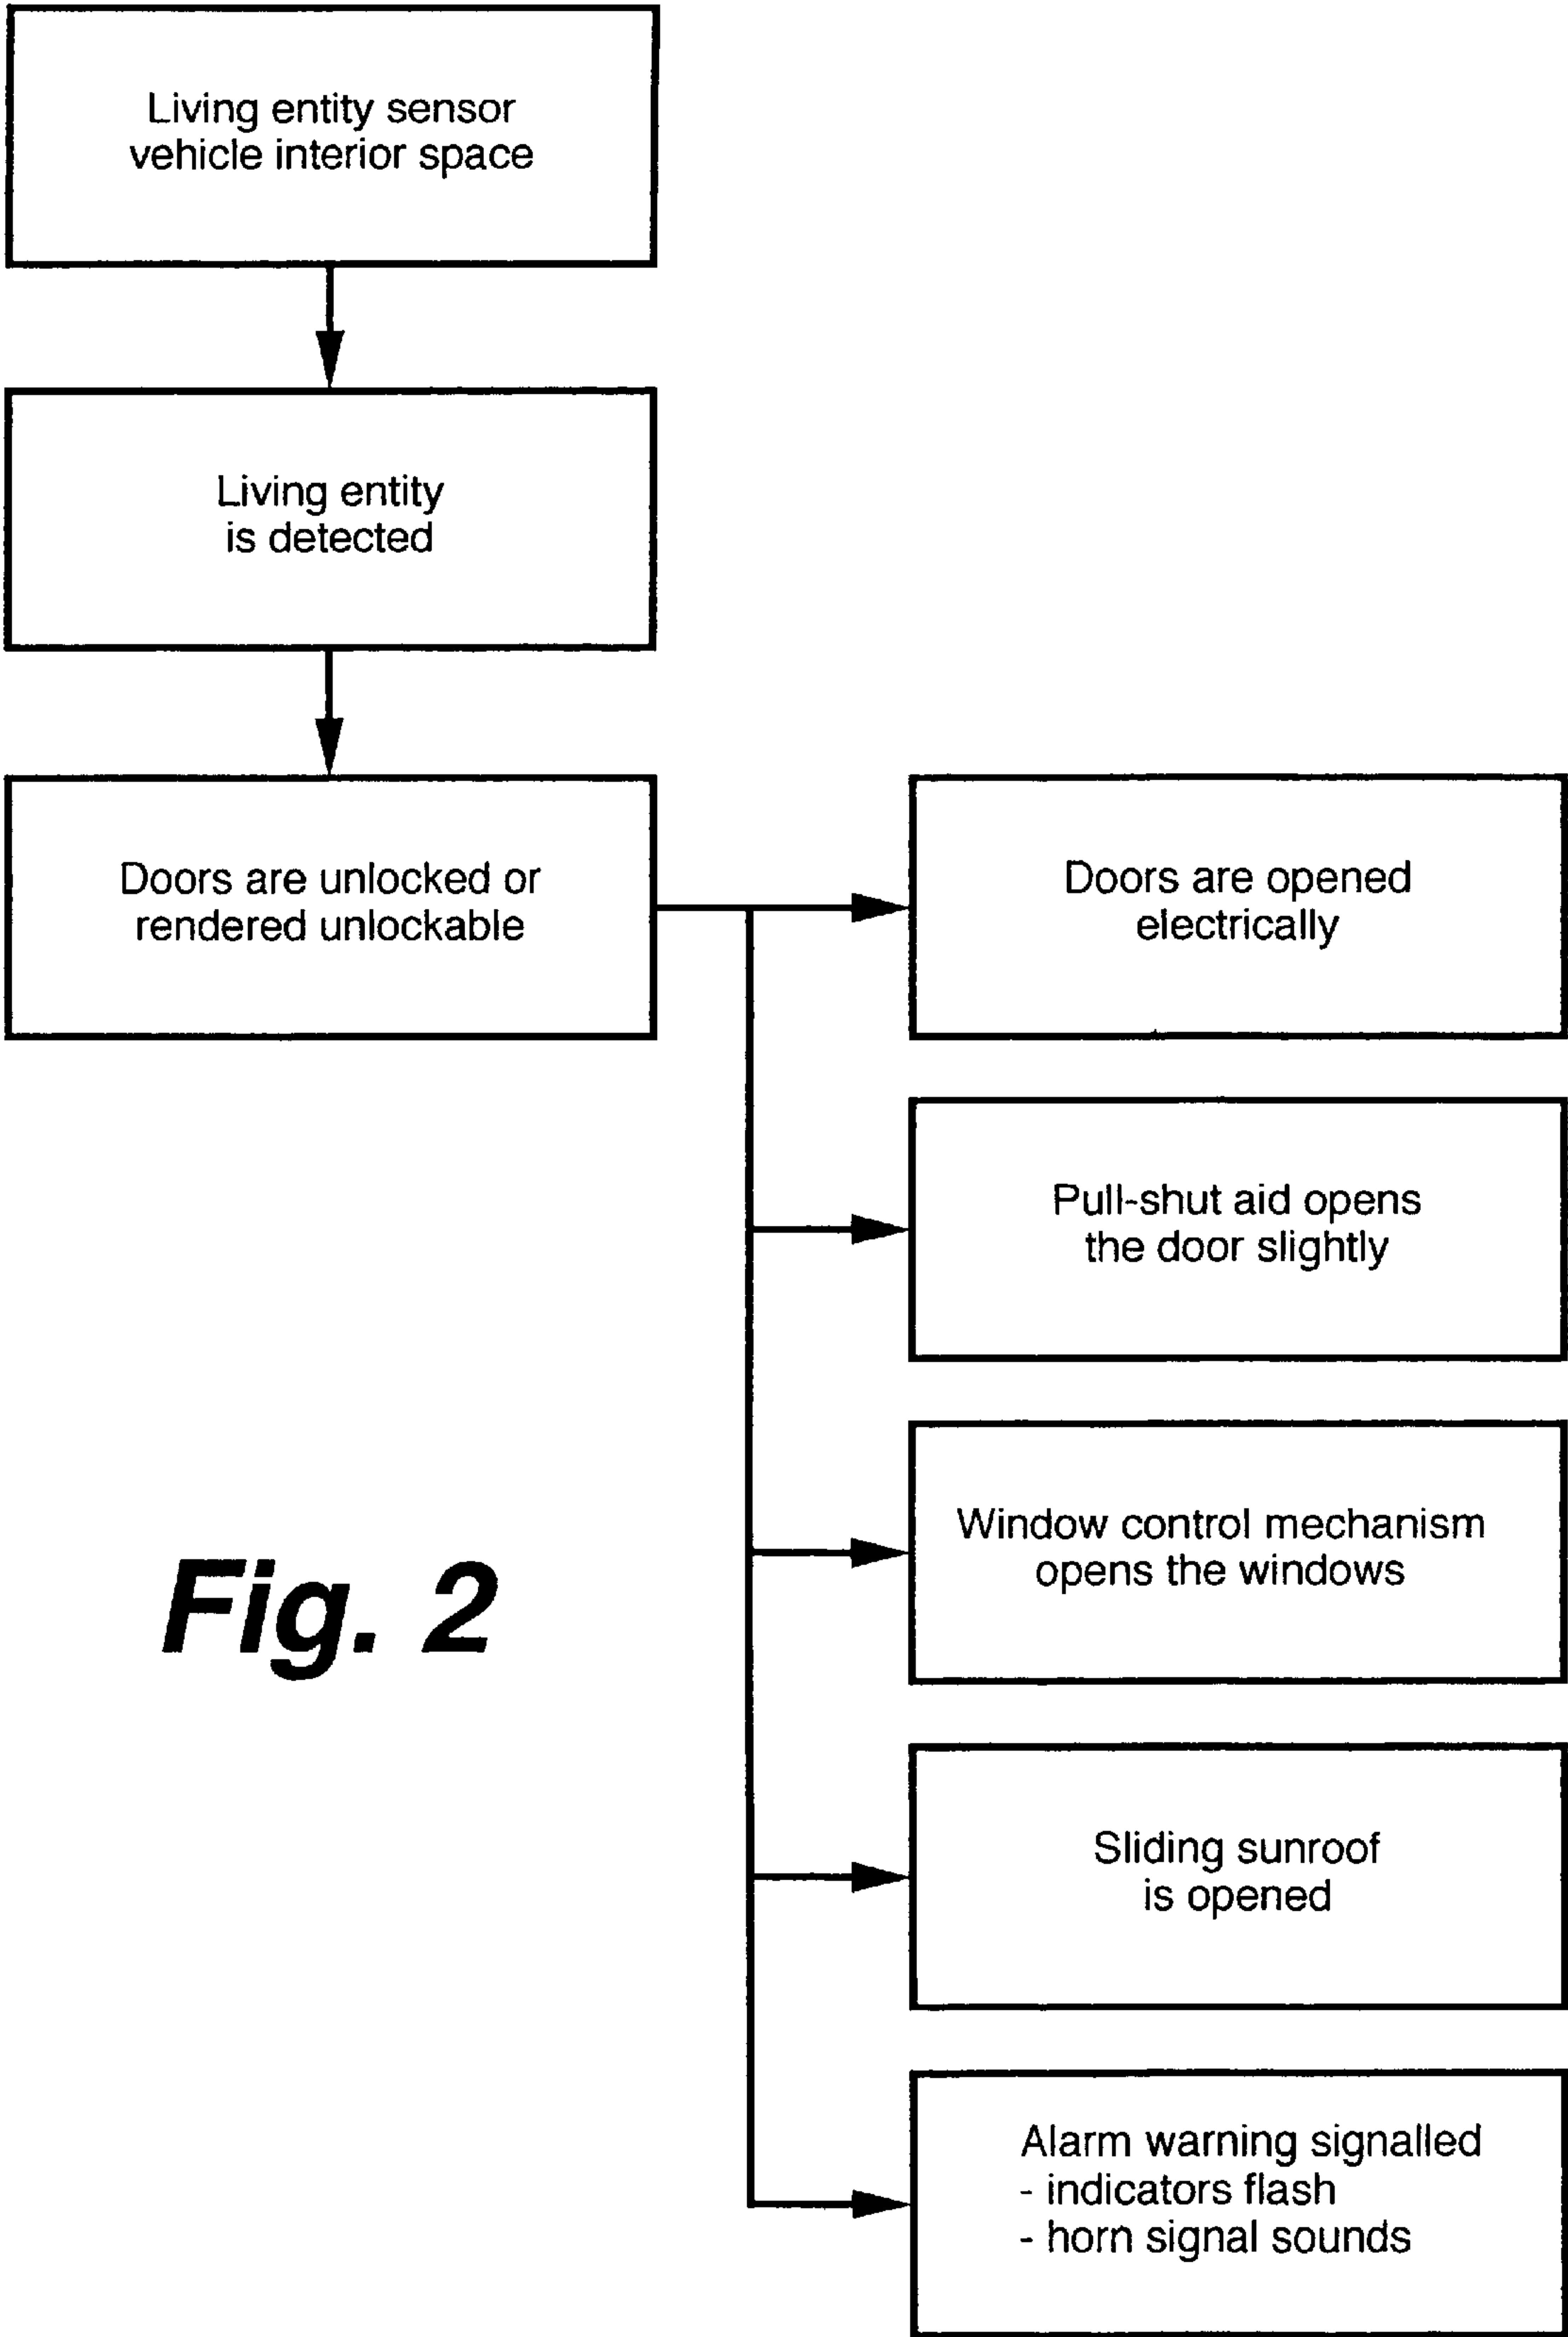 Living entity sensor
vehicle interior space
Living entity
is detected
Doors are unlocked or
rendered unlockable
Doors are opened
electrically
Pull-shut aid opens
the door slightly
Window control mechanism
opens the windows
Sliding sunroof
is opened
Alarm warning signalled
- indicators flash
- horn signal sounds
Fig. 2